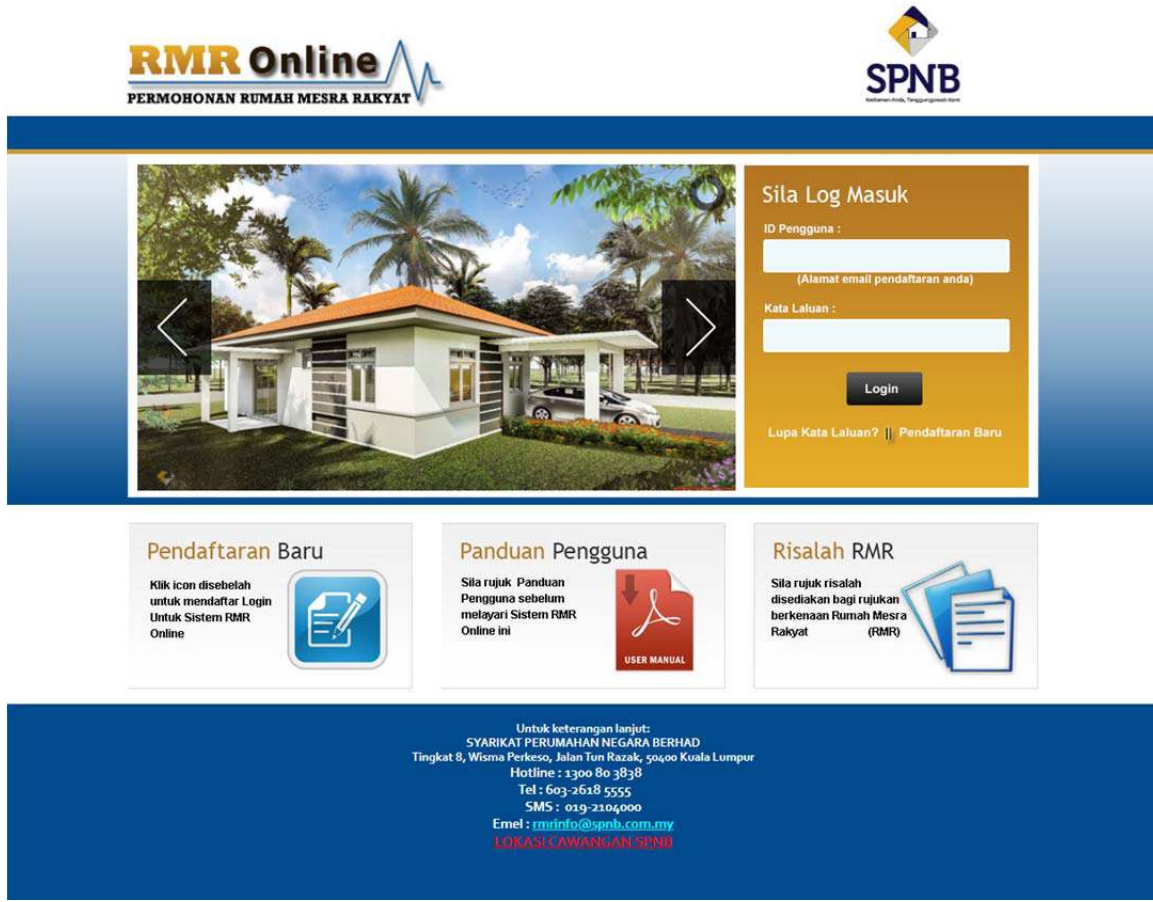 RMR Online
PERMOHONAN RUMAH MESRA RAKYAT
SPNB
Sila Log Masuk
ID Pengguna :
(Alamat email pendaftaran anda)
Kata Laluan :
Login
Lupa Kata Laluan? || Pendaftaran Baru
Pendaftaran Baru
Klik icon disebelah
untuk mendaftar Login
Untuk Sistem RMR
Online
Panduan Pengguna
Sila rujuk Panduan
Pengguna sebelum
melayari Sistem RMR
Online ini
USER MANUAL
Risalah RMR
Sila rujuk risalah
disediakan bagi rujukan
berkenaan Rumah Mesra
Rakyat (RMR)
Untuk keterangan lanjut:
SYARIKAT PERUMAHAN NEGARA BERHAD
Tingkat 8, Wisma Perkeso, Jalan Tun Razak, 50400 Kuala Lumpur
Hotline : 1300 80 3838
Tel : 603-2618 5555
SMS : 019-2104000
Emel : rmrinfo@spnb.com.my
LOKASI CAWANGAN SPNB